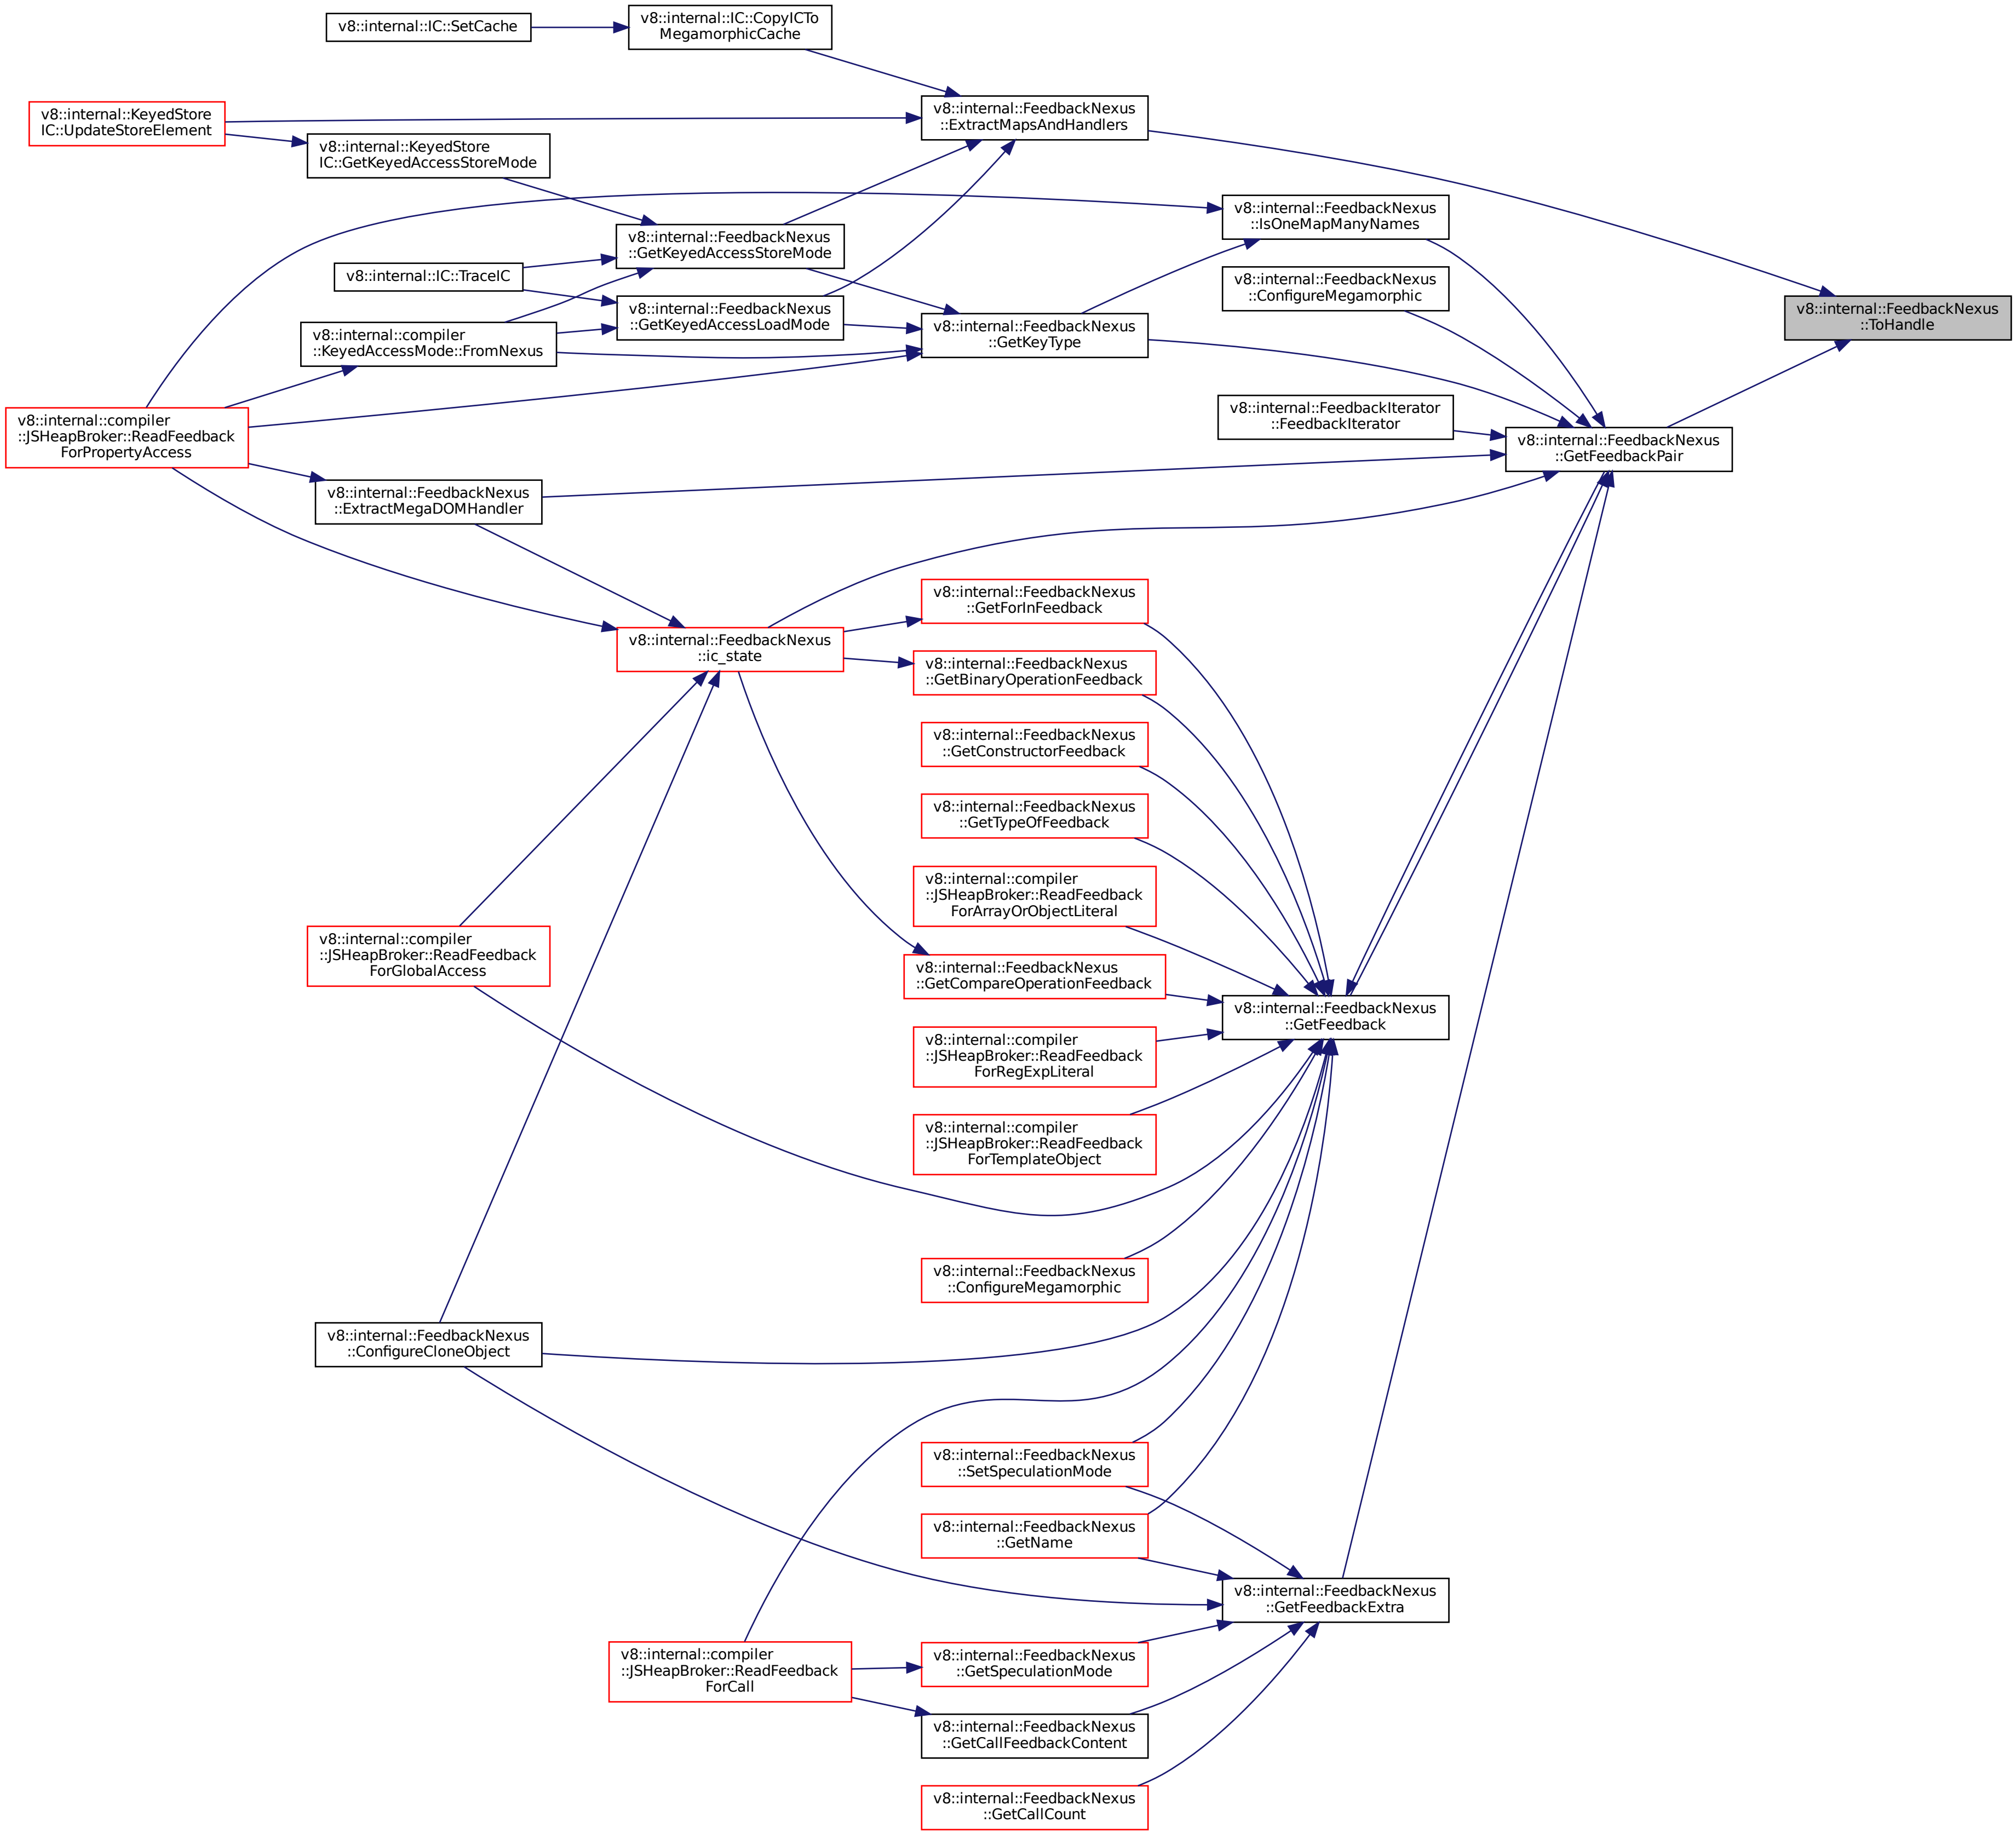 v8::internal::IC::SetCache
v8::internal::IC::CopyICTo
MegamorphicCache
v8::internal::KeyedStore
IC::UpdateStoreElement
v8::internal::FeedbackNexus
::ExtractMapsAndHandlers
v8::internal::KeyedStore
IC::GetKeyedAccessStoreMode
v8::internal::FeedbackNexus
::IsOneMapManyNames
v8::internal::FeedbackNexus
::GetKeyedAccessStoreMode
v8::internal::IC::TraceIC
v8::internal::FeedbackNexus
::ConfigureMegamorphic
v8::internal::FeedbackNexus
::GetKeyedAccessLoadMode
v8::internal::FeedbackNexus
::ToHandle
v8::internal::compiler
::KeyedAccessMode::FromNexus
v8::internal::FeedbackNexus
::GetKeyType
v8::internal::compiler
::JSHeapBroker::ReadFeedback
ForPropertyAccess
v8::internal::FeedbackIterator
::FeedbackIterator
v8::internal::FeedbackNexus
::GetFeedbackPair
v8::internal::FeedbackNexus
::ExtractMegaDOMHandler
v8::internal::FeedbackNexus
::GetForInFeedback
v8::internal::FeedbackNexus
::ic_state
v8::internal::FeedbackNexus
::GetBinaryOperationFeedback
v8::internal::FeedbackNexus
::GetConstructorFeedback
v8::internal::FeedbackNexus
::GetTypeOfFeedback
v8::internal::compiler
::JSHeapBroker::ReadFeedback
ForArrayOrObjectLiteral
v8::internal::compiler
::JSHeapBroker::ReadFeedback
ForGlobalAccess
v8::internal::FeedbackNexus
::GetCompareOperationFeedback
v8::internal::FeedbackNexus
::GetFeedback
v8::internal::compiler
::JSHeapBroker::ReadFeedback
ForRegExpLiteral
v8::internal::compiler
::JSHeapBroker::ReadFeedback
ForTemplateObject
v8::internal::FeedbackNexus
::ConfigureMegamorphic
v8::internal::FeedbackNexus
::ConfigureCloneObject
v8::internal::FeedbackNexus
::SetSpeculationMode
v8::internal::FeedbackNexus
::GetName
v8::internal::FeedbackNexus
::GetFeedbackExtra
v8::internal::compiler
::JSHeapBroker::ReadFeedback
ForCall
v8::internal::FeedbackNexus
::GetSpeculationMode
v8::internal::FeedbackNexus
::GetCallFeedbackContent
v8::internal::FeedbackNexus
::GetCallCount